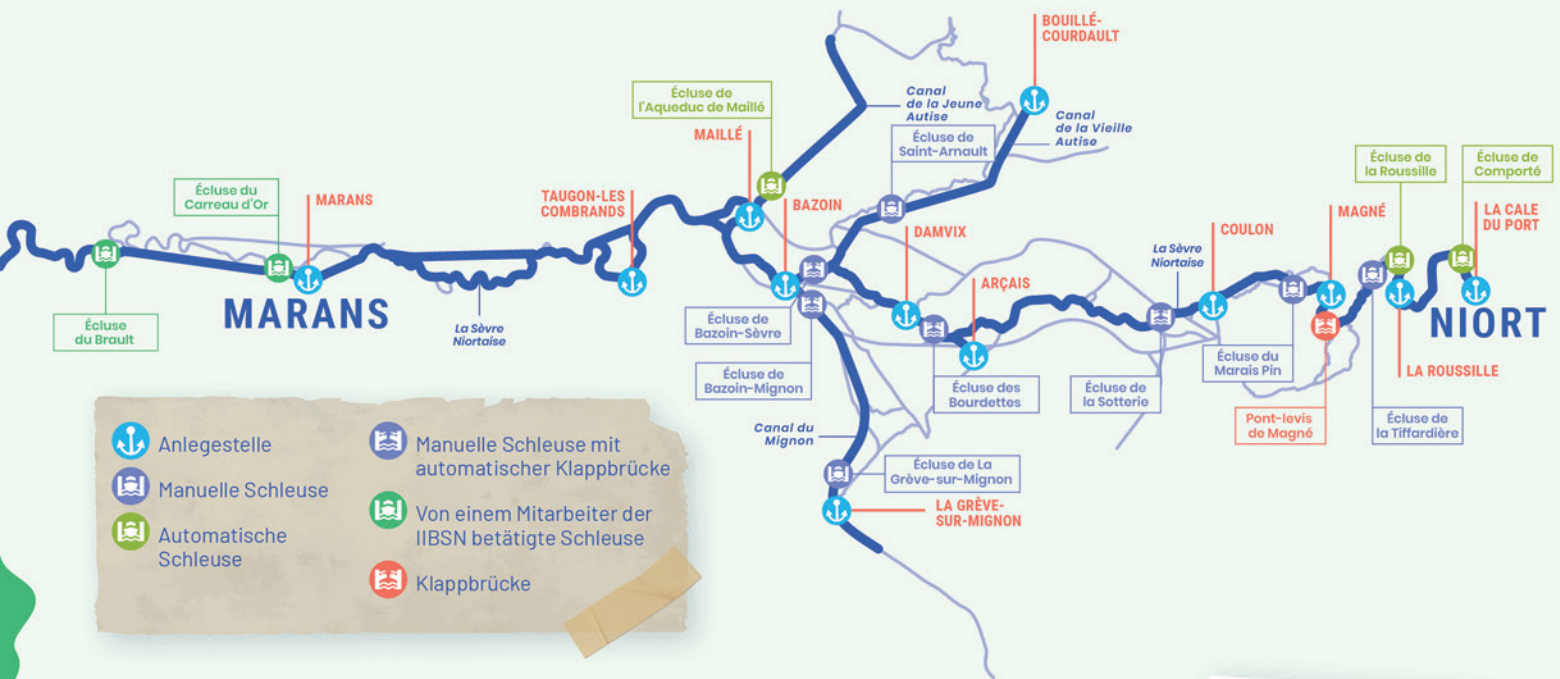 BOUILLÉ-
COURDAULT
Canal
de la Jeune
Autise
Canal
de la Vieille
Autise
Écluse de
l'Aqueduc de Maillé
MAILLÉ
Écluse de
Saint-Arnault
Écluse du
Carreau d'Or
MARANS
TAUGON-LES
COMBRANDS
BAZOIN
DAMVIX
ARÇAIS
La Sèvre
Niortaise
COULON
MAGNÉ
Écluse de
la Roussille
Écluse de
Comporté
LA CALE
DU PORT
MARANS
NIORT
Écluse
du Brault
La Sèvre
Niortaise
Écluse de
Bazoin-Sèvre
Écluse de
Bazoin-Mignon
Écluse des
Bourdettes
Écluse de
la Sotterie
Écluse du
Marais Pin
LA ROUSSILLE
Pont-levis
de Magné
Écluse de
la Tiffardière
Canal du
Mignon
Écluse de La
Grève-sur-Mignon
LA GRÈVE-
SUR-MIGNON
Anlegestelle
Manuelle Schleuse
Automatische
Schleuse
Manuelle Schleuse mit
automatischer Klappbrücke
Von einem Mitarbeiter der
IIBSN betätigte Schleuse
Klappbrücke